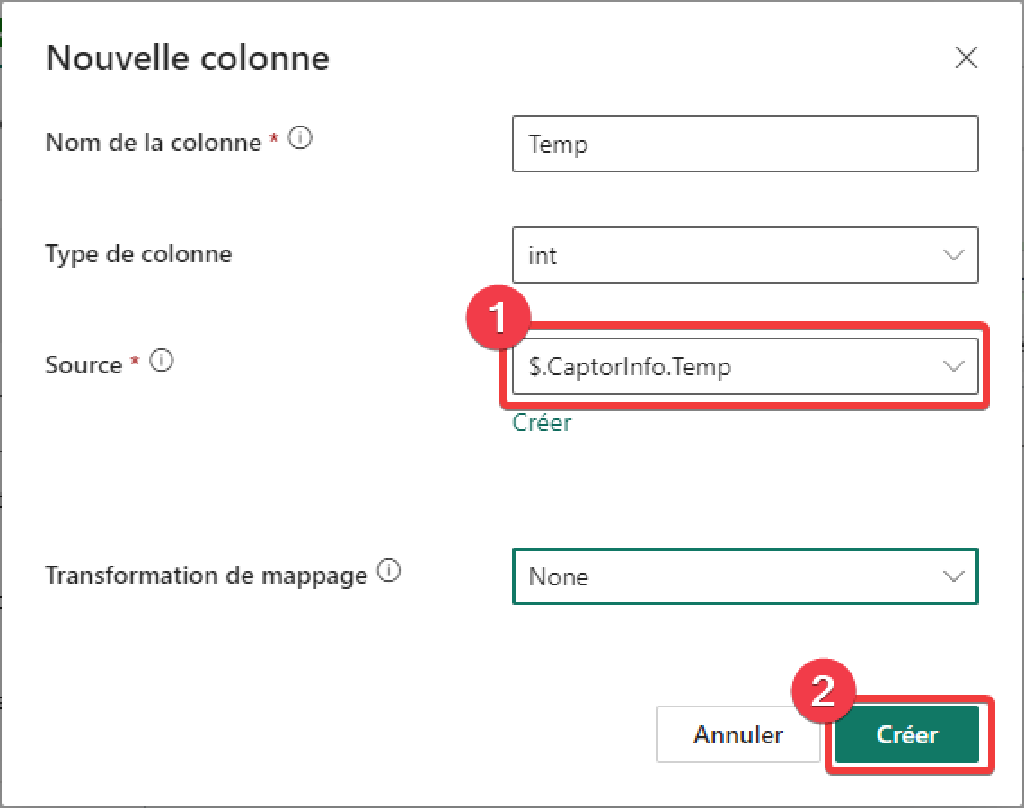 Nouvelle colonne
Nom de la colonne *
Temp
Type de colonne
int
1
Source *
$.CaptorInfo.Temp
Créer
Transformation de mappage
None
2
Annuler
Créer